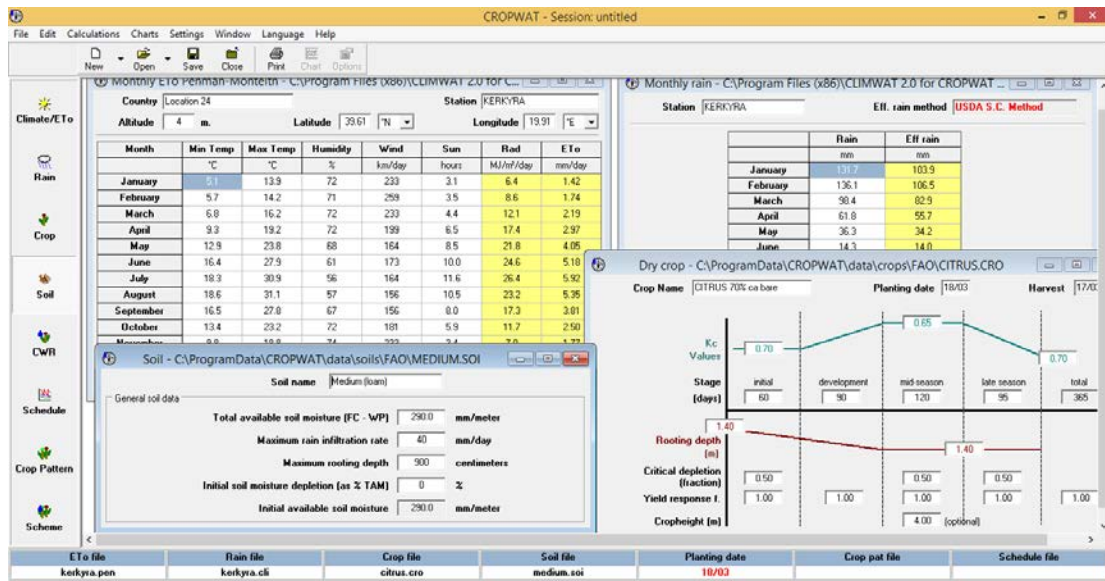 CROPWAT - Session: untitled
File Edit Calculations Charts Settings Window Language Help
New Open Save Close Print Chart Options
Climate/ETo
Rain
Crop
Soil
CWR
Schedule
Crop Pattern
Scheme
Monthly ETo Penman-Monteith - C:\Program Files (x86)\CLIMWAT 2.0 for C...
Country Location 24 Station KERKYRA
Altitude 4 m. Latitude 39.61 °N Longitude 19.91 °E
Month Min Temp Max Temp Humidity Wind Sun Rad ETo
°C °C % km/day hours MJ/m²/day mm/day
January 5.1 13.9 72 233 3.1 6.4 1.42
February 5.7 14.2 71 259 3.5 8.6 1.74
March 6.8 16.2 72 233 4.4 12.1 2.19
April 9.3 19.2 72 199 6.5 17.4 2.97
May 12.9 23.8 68 164 8.5 21.8 4.05
June 16.4 27.9 61 173 10.0 24.6 5.18
July 18.3 30.9 56 164 11.6 26.4 5.92
August 18.6 31.1 57 156 10.5 23.2 5.35
September 16.5 27.8 67 156 8.0 17.3 3.81
October 13.4 23.2 72 181 5.9 11.7 2.50
Monthly rain - C:\Program Files (x86)\CLIMWAT 2.0 for CROPWAT ...
Station KERKYRA Eff. rain method USDA S.C. Method
Rain Eff rain
mm mm
January 131.7 103.9
February 136.1 106.5
March 98.4 82.9
April 61.8 55.7
May 36.3 34.2
June 14.3 14.0
Dry crop - C:\ProgramData\CROPWAT\data\crops\FAO\CITRUS.CRO
Crop Name CITRUS 70% ca bare Planting date 18/03 Harvest 17/0
Kc Values 0.70 0.65 0.70
Stage initial development mid-season late season total
(days) 60 90 120 95 365
1.40
Rooting depth
(m) 1.40
Critical depletion
(fraction) 0.50 0.50 0.50
Yield response f. 1.00 1.00 1.00 1.00 1.00
Cropheight (m) 4.00 (optional)
Soil - C:\ProgramData\CROPWAT\data\soils\FAO\MEDIUM.SOI
Soil name Medium (loam)
General soil data
Total available soil moisture (FC - WP) 290.0 mm/meter
Maximum rain infiltration rate 40 mm/day
Maximum rooting depth 900 centimeters
Initial soil moisture depletion (as % TAM) 0 %
Initial available soil moisture 290.0 mm/meter
ETo file Rain file Crop file Soil file Planting date Crop pat file Schedule file
kerkyra.pen kerkyra.cli citrus.cro medium.soi 18/03